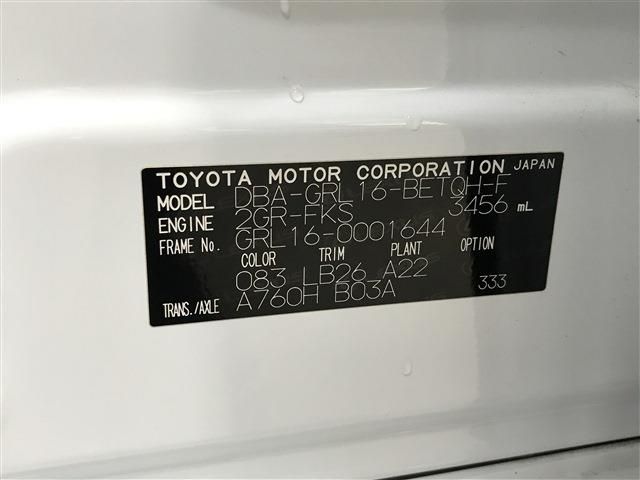 TOYOTA MOTOR CORPORATION JAPAN
MODEL DBA-GRL16-BETQH-F
ENGINE 2GR-FKS 3456 mL
FRAME No. GRL16-0001644
COLOR TRIM PLANT OPTION
083 LB26 A22
TRANS./AXLE A760H B03A 333